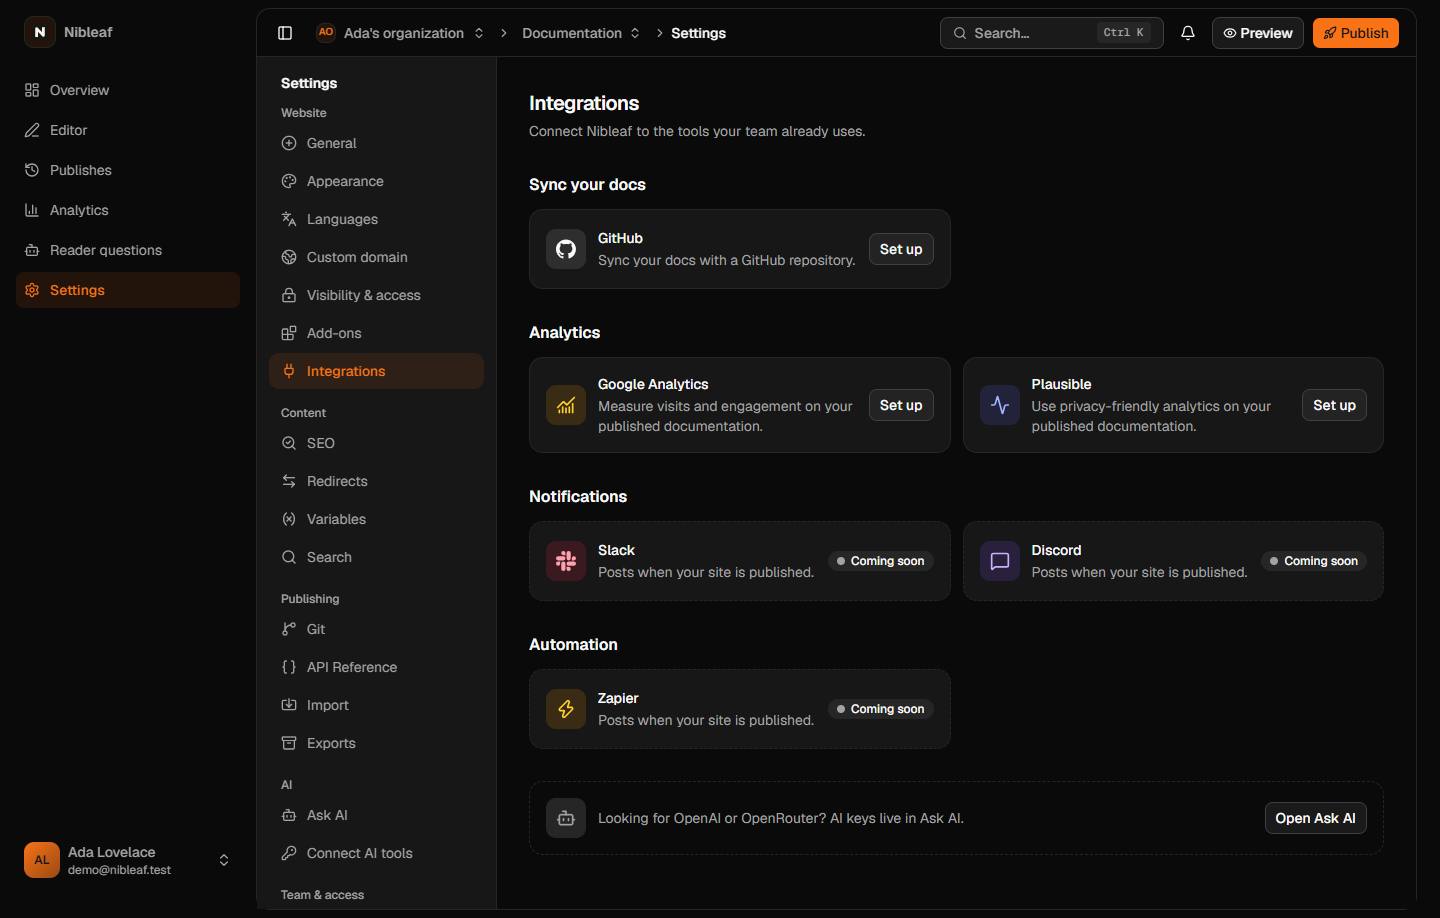 N Nibleaf
Overview
Editor
Publishes
Analytics
Reader questions
Settings
AL Ada Lovelace
demo@nibleaf.test
AO Ada's organization
Documentation
Settings
Search...
Ctrl K
Preview
Publish
Settings
Website
General
Appearance
Languages
Custom domain
Visibility & access
Add-ons
Integrations
Content
SEO
Redirects
Variables
Search
Publishing
Git
API Reference
Import
Exports
AI
Ask AI
Connect AI tools
Team & access
Integrations
Connect Nibleaf to the tools your team already uses.
Sync your docs
GitHub
Sync your docs with a GitHub repository.
Set up
Analytics
Google Analytics
Measure visits and engagement on your
published documentation.
Set up
Plausible
Use privacy-friendly analytics on your
published documentation.
Set up
Notifications
Slack
Posts when your site is published.
Coming soon
Discord
Posts when your site is published.
Coming soon
Automation
Zapier
Posts when your site is published.
Coming soon
Looking for OpenAI or OpenRouter? AI keys live in Ask AI.
Open Ask AI